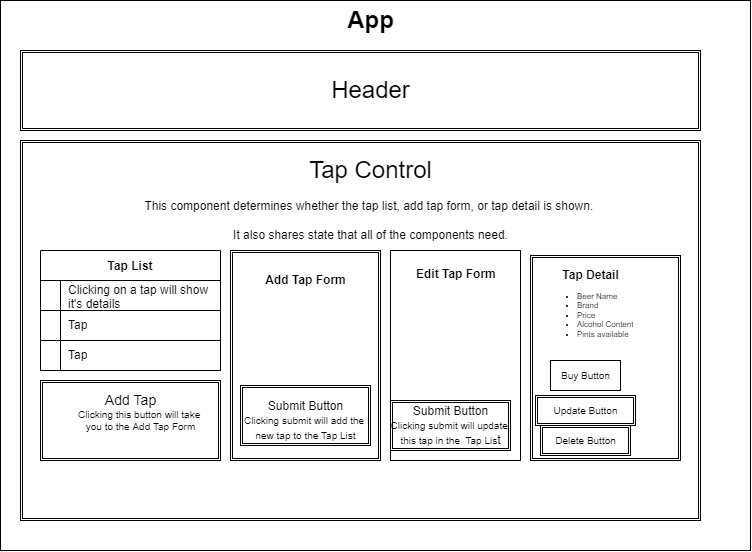 App
Header
Tap Control
This component determines whether the tap list, add tap form, or tap detail is shown.
It also shares state that all of the components need.
Tap List
Clicking on a tap will show
it's details
Tap
Tap
Add Tap
Clicking this button will take
you to the Add Tap Form
Add Tap Form
Submit Button
Clicking submit will add the
new tap to the Tap List
Edit Tap Form
Submit Button
Clicking submit will update
this tap in the Tap List
Tap Detail
Beer Name
Brand
Price
Alcohol Content
Pints available
Buy Button
Update Button
Delete Button